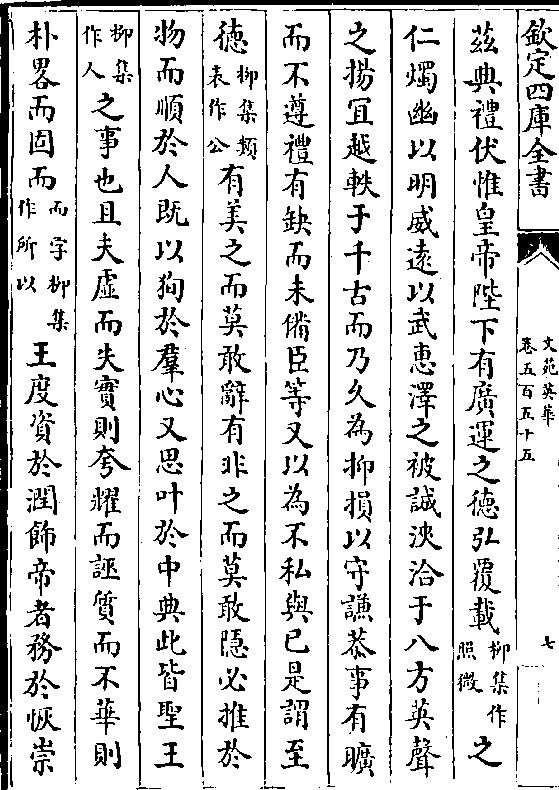 欽定四庫全書
文苑英華
卷五百五十五
七
茲典禮伏惟皇帝陛下有廣運之德弘覆載柳集作照微之
仁燭幽以明威遠以武惠澤之被誠浹洽于八方英聲
之揚宜越軼于千古而乃久為抑損以守謙恭事有曠
而不遵禮有缺而未備臣等又以為不私與已是謂至
德柳集類表作公有美之而莫敢辭有非之而莫敢隱必推於
物而順於人既以狥於羣心又思叶於中典此皆聖王
柳集作人之事也且夫虛而失實則夸耀而誣質而不華則
朴畧而固而而字柳集作所以王度資於潤飾帝者務於恢崇